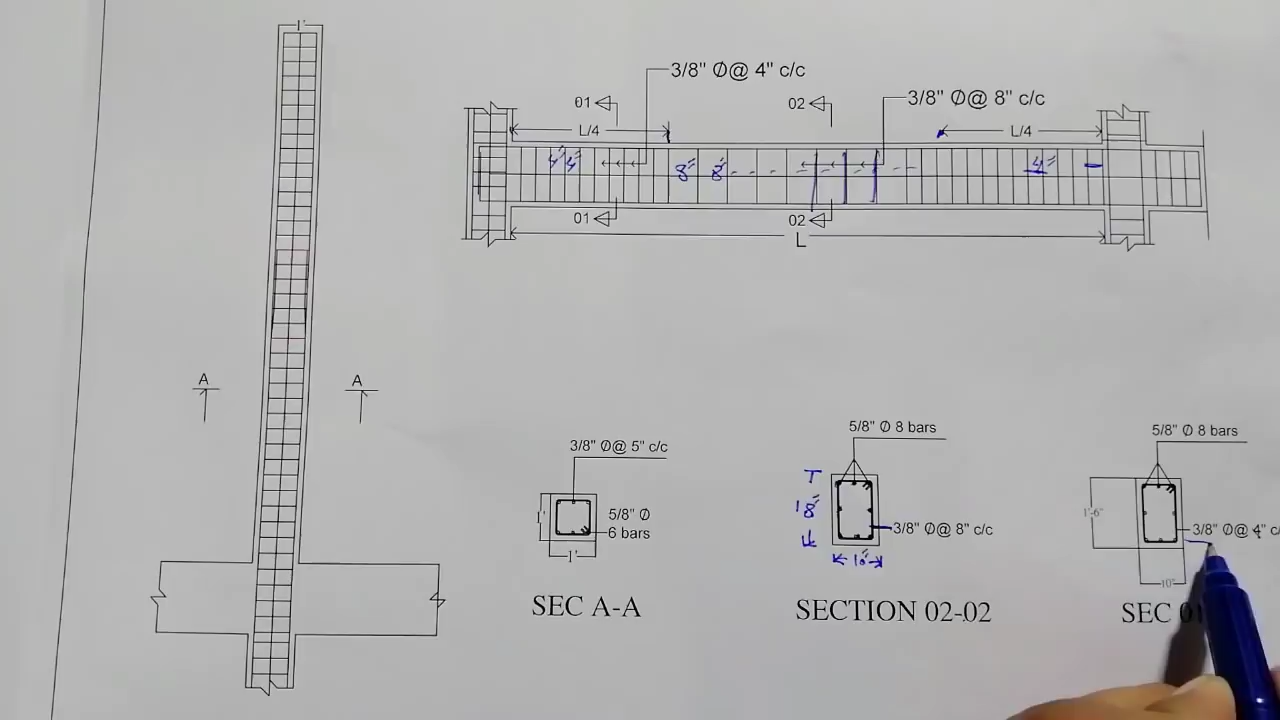 1'
3/8" Ø@ 4" c/c
01
02
3/8" Ø@ 8" c/c
L/4
L/4
4" 4"
8" 8"
4"
01
02
L
A
A
3/8" Ø@ 5" c/c
1'
5/8" Ø
6 bars
1'
SEC A-A
5/8" Ø 8 bars
18"
3/8" Ø@ 8" c/c
10"
SECTION 02-02
5/8" Ø 8 bars
1'-6"
3/8" Ø@ 4" c/
10"
SEC 01